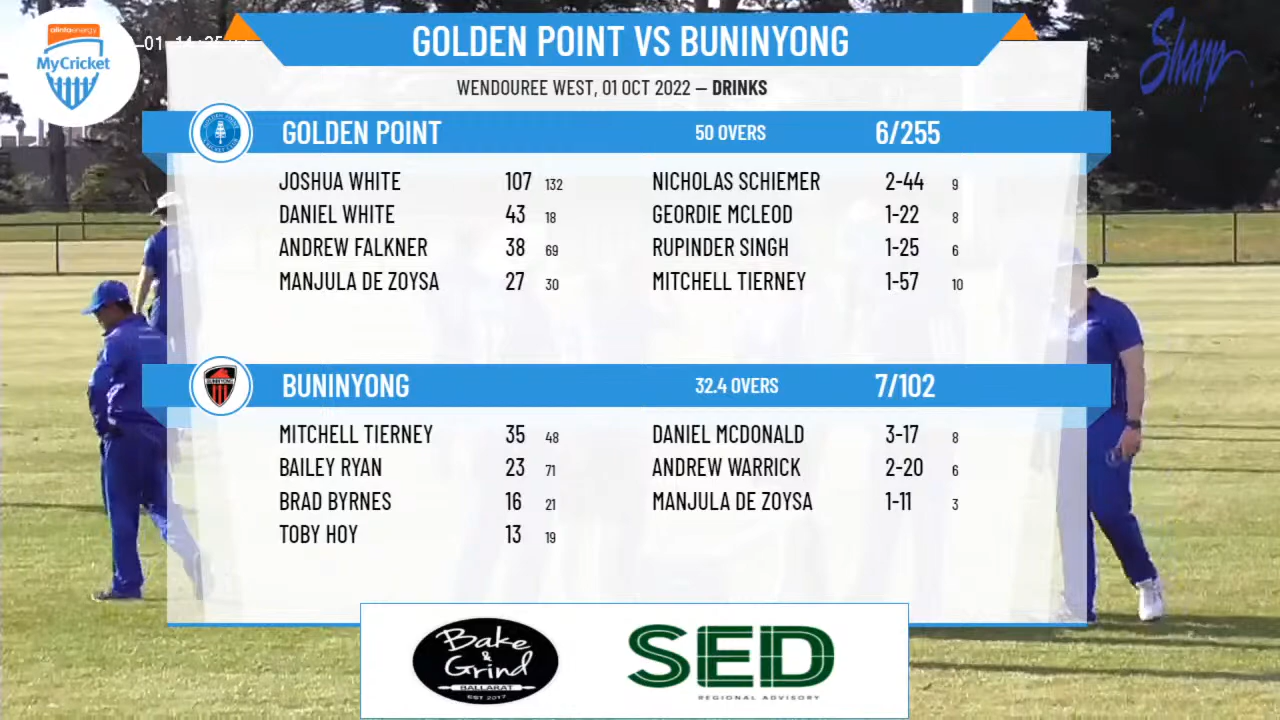 alintaenergy
MyCricket
Sharp
GOLDEN POINT VS BUNINYONG
WENDOUREE WEST, 01 OCT 2022 – DRINKS
GOLDEN POINT 50 OVERS 6/255
JOSHUA WHITE 107 132 NICHOLAS SCHIEMER 2-44 9
DANIEL WHITE 43 18 GEORDIE MCLEOD 1-22 8
ANDREW FALKNER 38 69 RUPINDER SINGH 1-25 6
MANJULA DE ZOYSA 27 30 MITCHELL TIERNEY 1-57 10
BUNINYONG 32.4 OVERS 7/102
MITCHELL TIERNEY 35 48 DANIEL MCDONALD 3-17 8
BAILEY RYAN 23 71 ANDREW WARRICK 2-20 6
BRAD BYRNES 16 21 MANJULA DE ZOYSA 1-11 3
TOBY HOY 13 19
Bake
&
Grind
BALLARAT
EST 2017
SED
REGIONAL ADVISORY